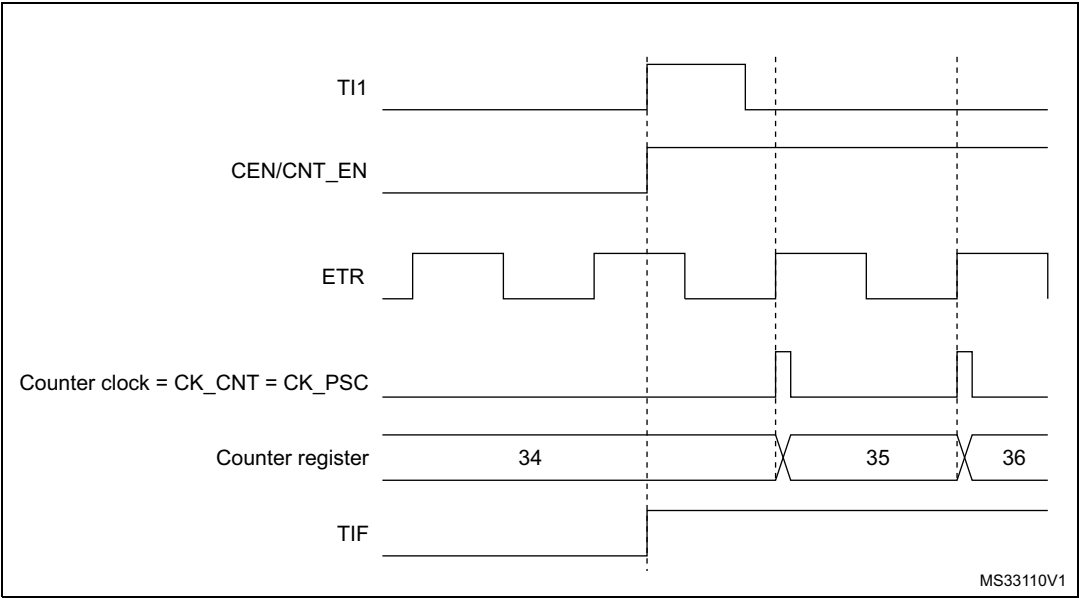 TI1
CEN/CNT_EN
ETR
Counter clock = CK_CNT = CK_PSC
Counter register 34 35 36
TIF
MS33110V1